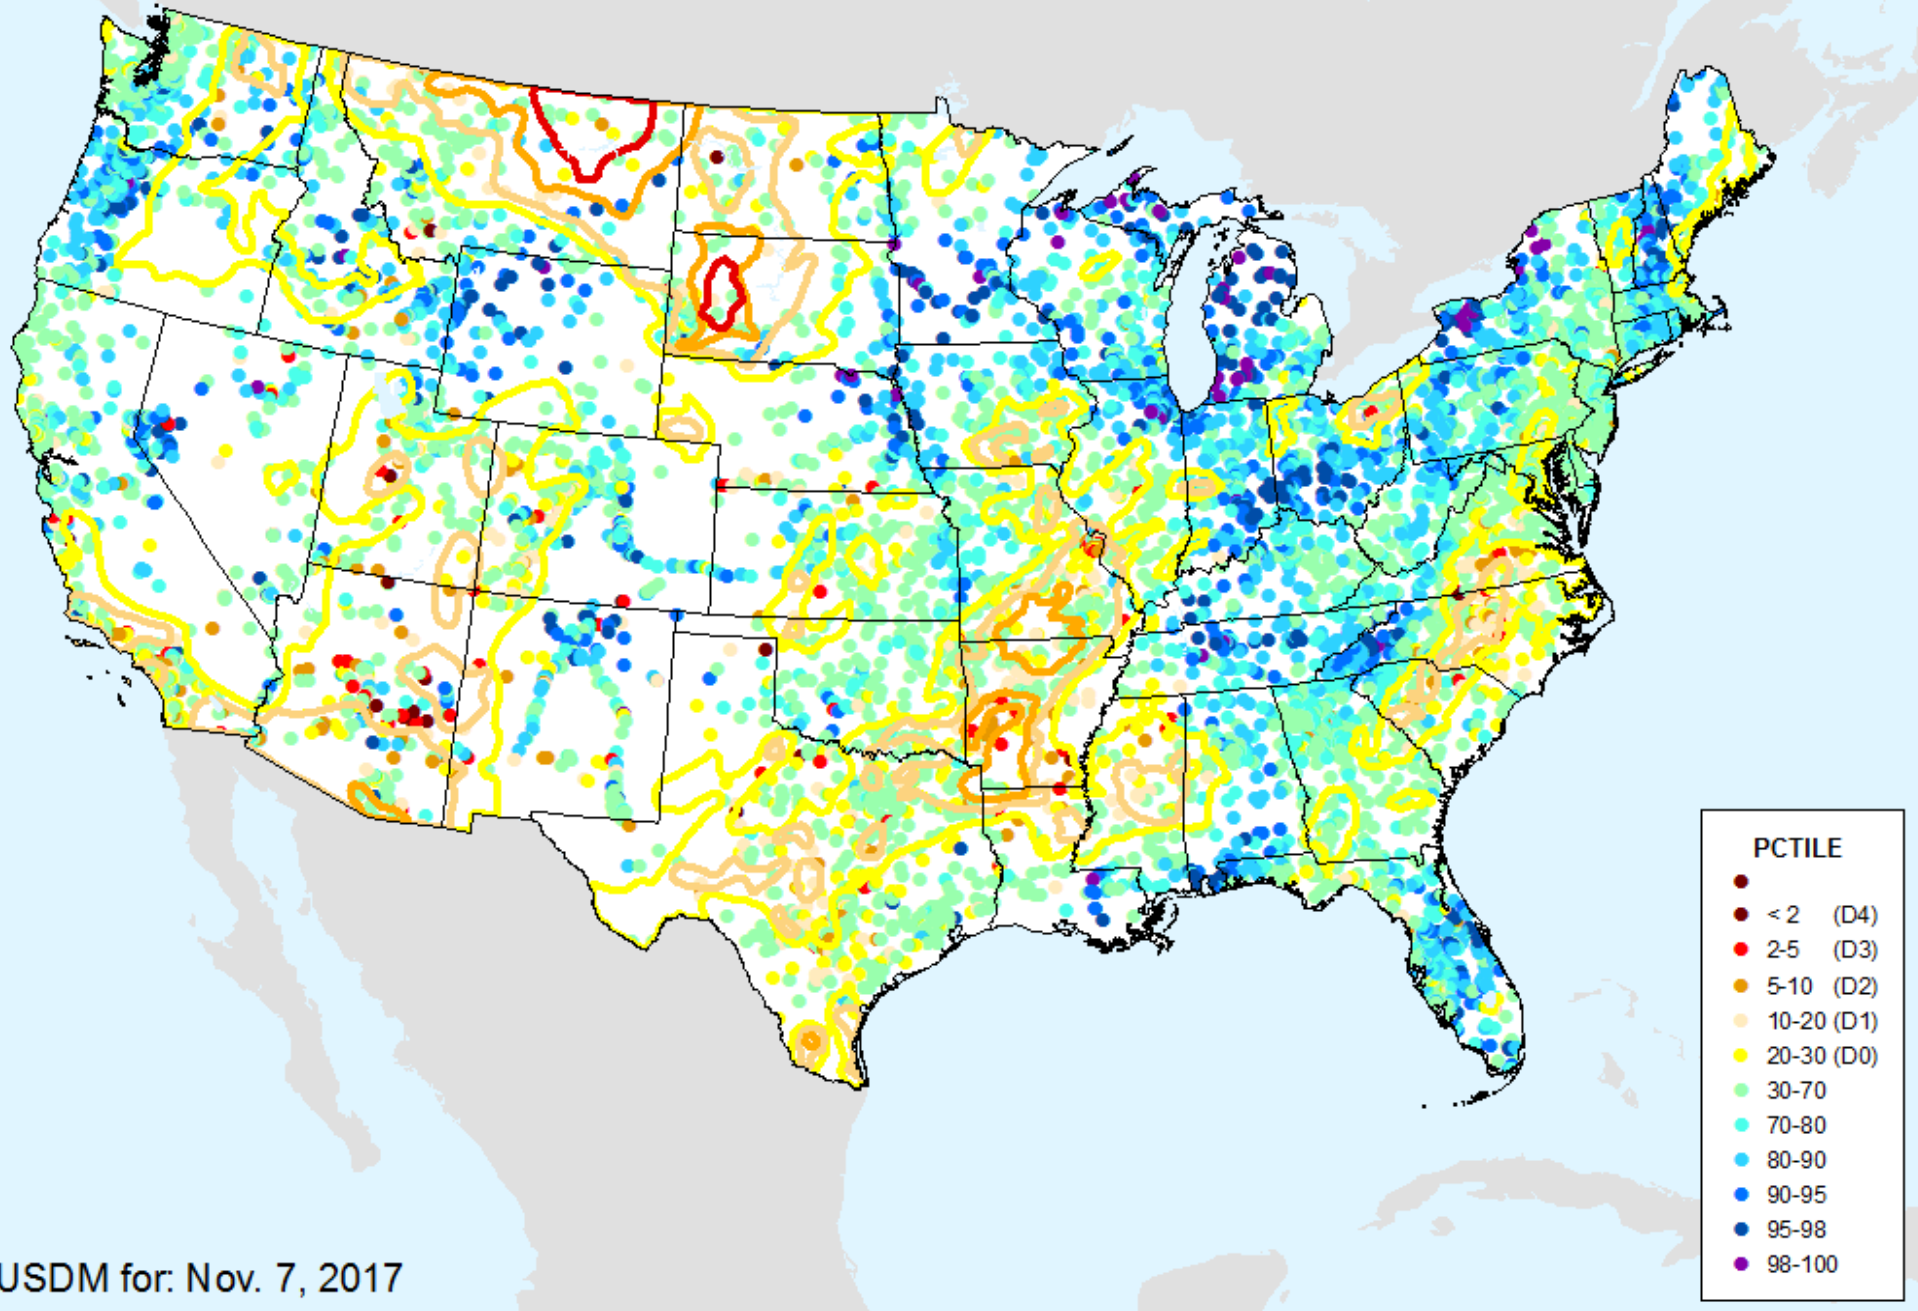 PCTILE
< 2 (D4)
2-5 (D3)
5-10 (D2)
10-20 (D1)
20-30 (D0)
30-70
70-80
80-90
90-95
95-98
98-100
USDM for: Nov. 7, 2017